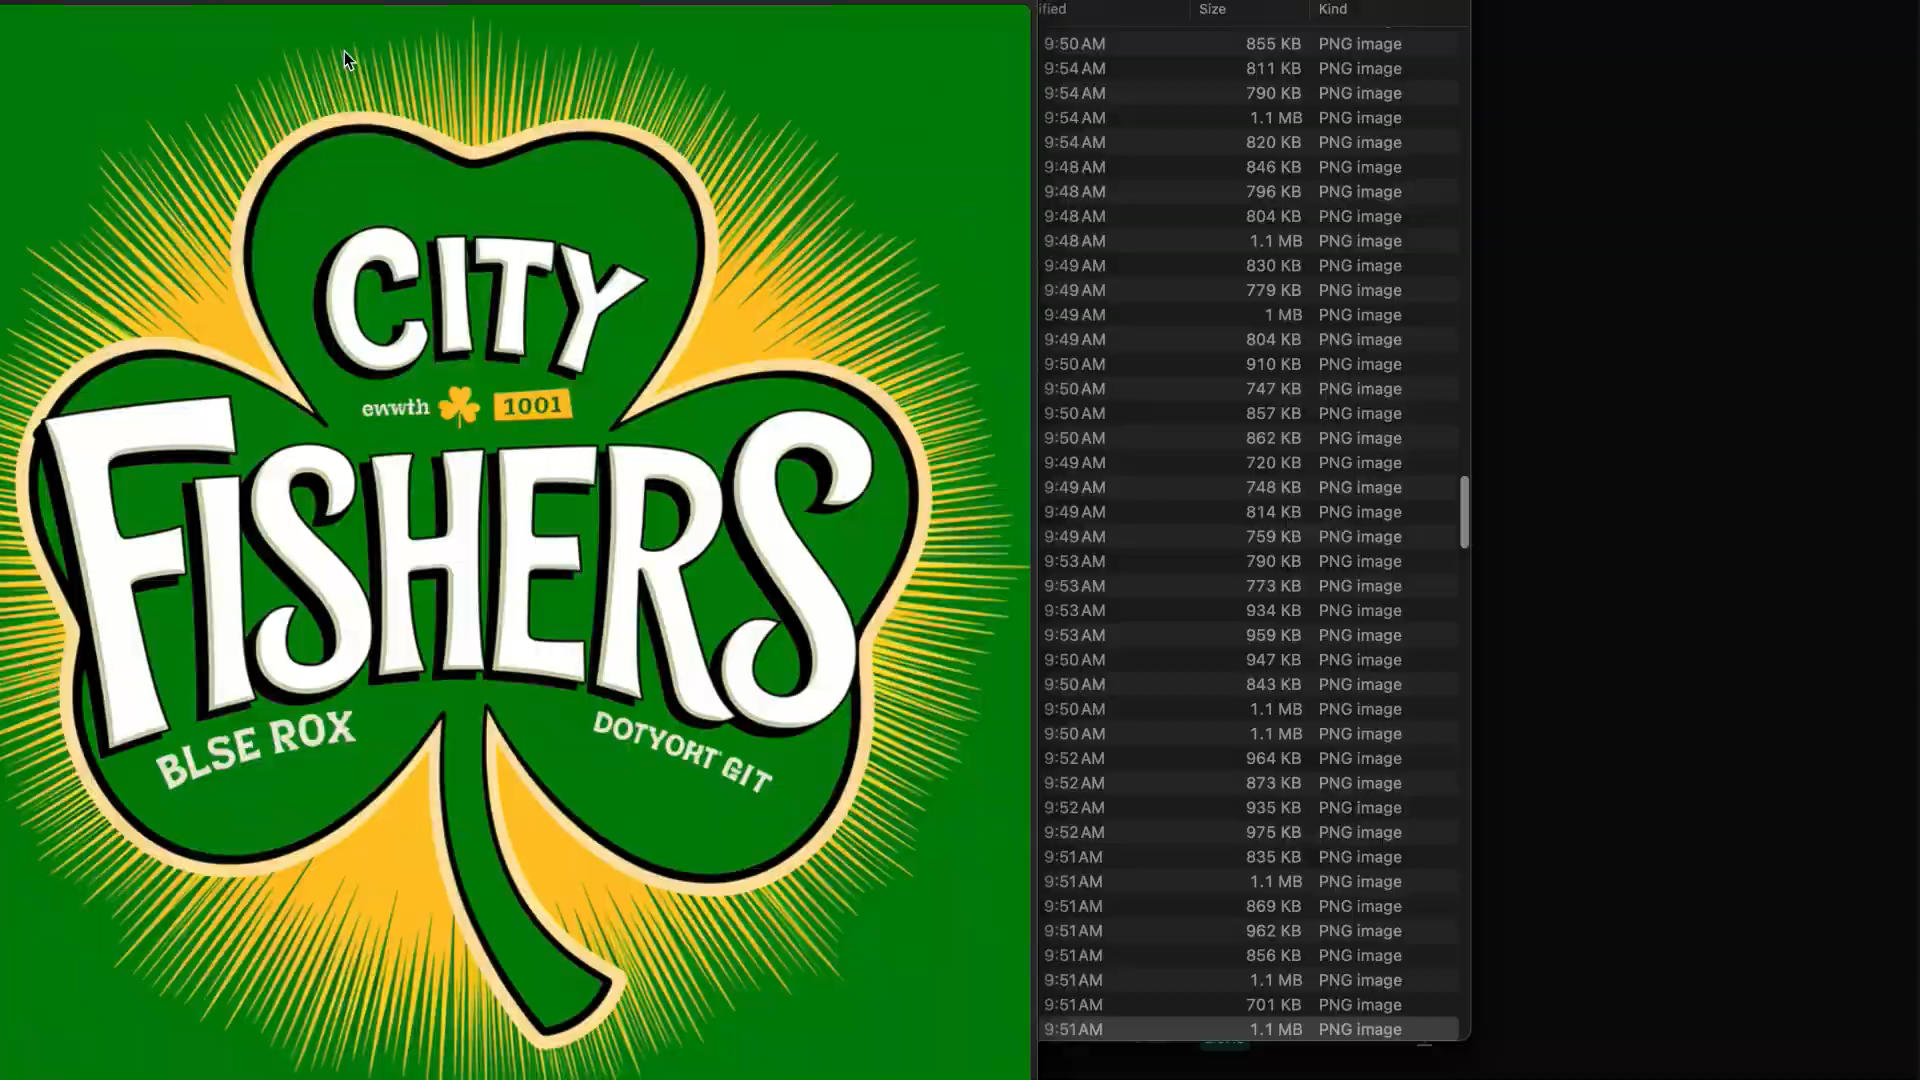 CITY
ewwth 1001
FISHERS
BLSE ROX
DOTYOHT GIT
ified Size Kind
9:50 AM 855 KB PNG image
9:54 AM 811 KB PNG image
9:54 AM 790 KB PNG image
9:54 AM 1.1 MB PNG image
9:54 AM 820 KB PNG image
9:48 AM 846 KB PNG image
9:48 AM 796 KB PNG image
9:48 AM 804 KB PNG image
9:48 AM 1.1 MB PNG image
9:49 AM 830 KB PNG image
9:49 AM 779 KB PNG image
9:49 AM 1 MB PNG image
9:49 AM 804 KB PNG image
9:50 AM 910 KB PNG image
9:50 AM 747 KB PNG image
9:50 AM 857 KB PNG image
9:50 AM 862 KB PNG image
9:49 AM 720 KB PNG image
9:49 AM 748 KB PNG image
9:49 AM 814 KB PNG image
9:49 AM 759 KB PNG image
9:53 AM 790 KB PNG image
9:53 AM 773 KB PNG image
9:53 AM 934 KB PNG image
9:53 AM 959 KB PNG image
9:50 AM 947 KB PNG image
9:50 AM 843 KB PNG image
9:50 AM 1.1 MB PNG image
9:50 AM 1.1 MB PNG image
9:52 AM 964 KB PNG image
9:52 AM 873 KB PNG image
9:52 AM 935 KB PNG image
9:52 AM 975 KB PNG image
9:51 AM 835 KB PNG image
9:51 AM 1.1 MB PNG image
9:51 AM 869 KB PNG image
9:51 AM 962 KB PNG image
9:51 AM 856 KB PNG image
9:51 AM 1.1 MB PNG image
9:51 AM 701 KB PNG image
9:51 AM 1.1 MB PNG image